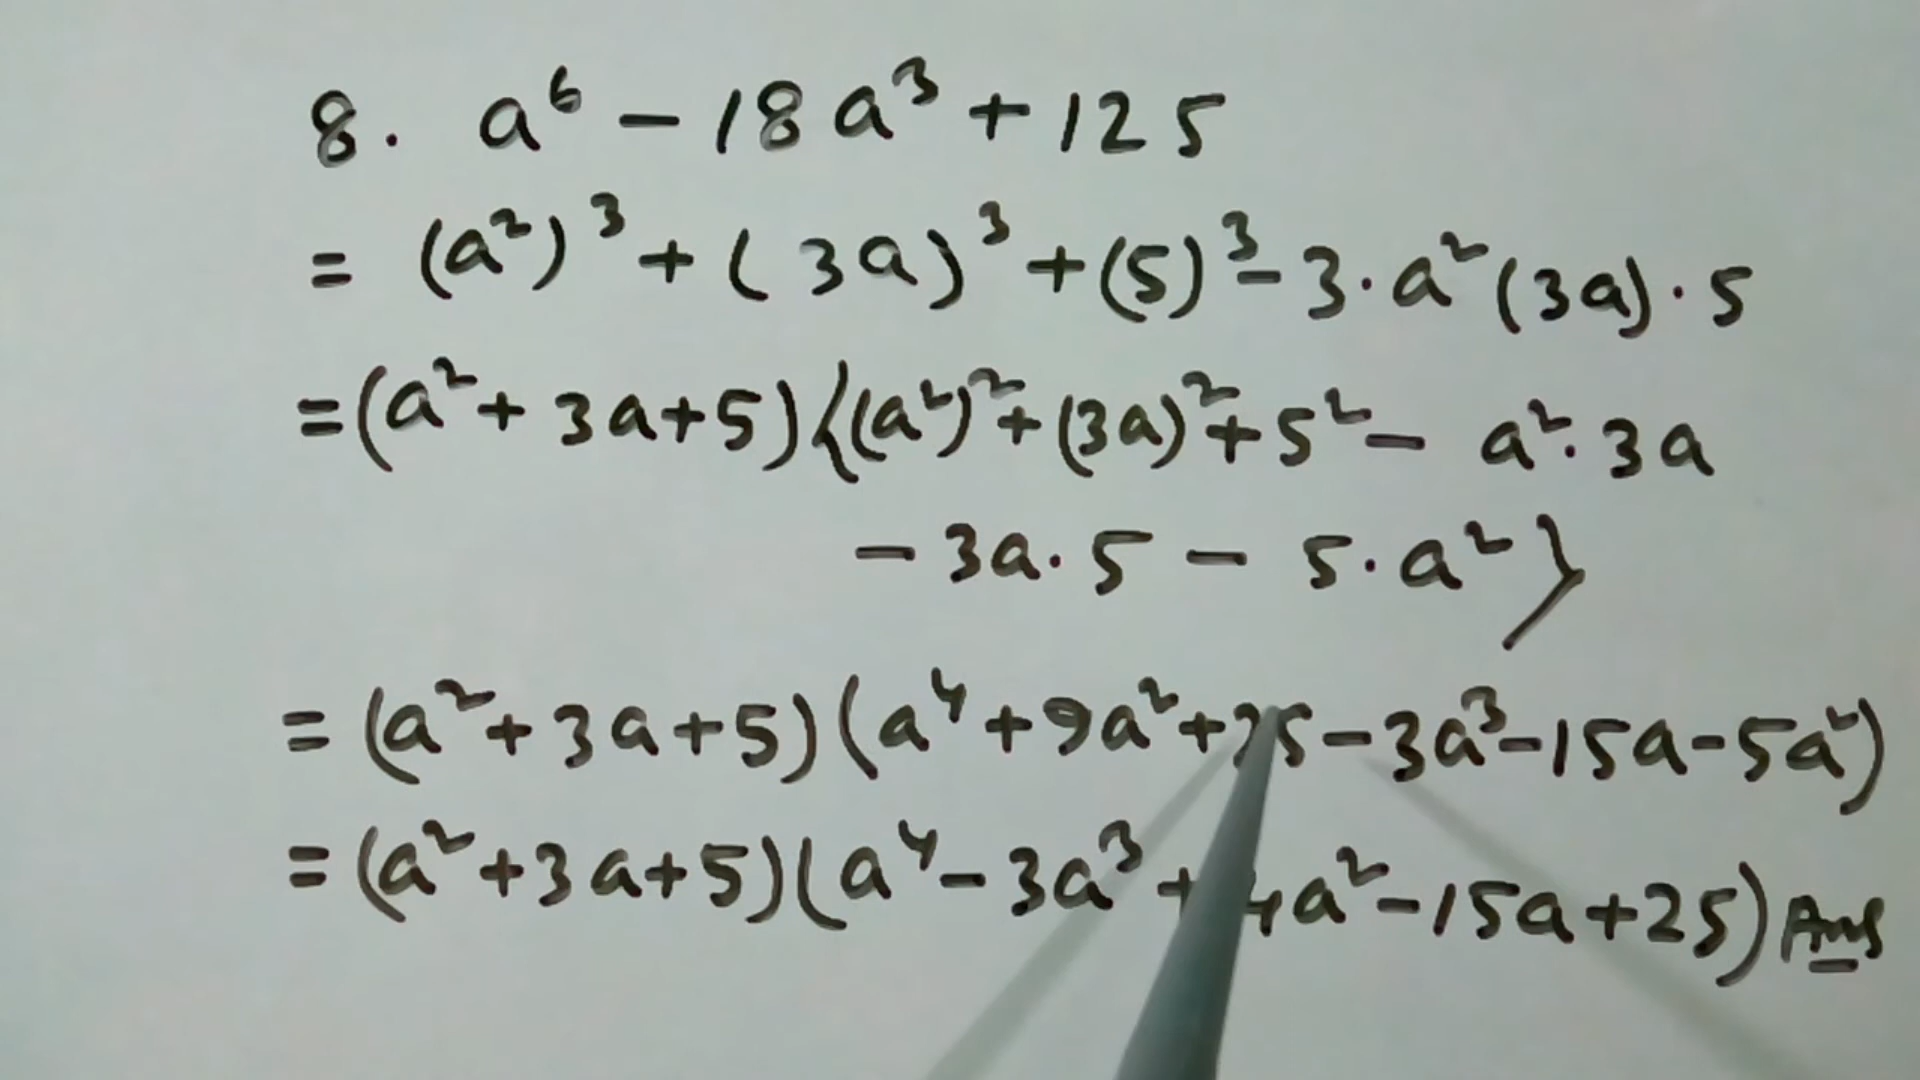 8. a⁶ - 18a³ + 125
= (a²)³ + (3a)³ + (5)³ - 3·a²(3a)·5
= (a² + 3a + 5){(a²)² + (3a)² + 5² - a²·3a
- 3a·5 - 5·a²}
= (a² + 3a + 5)(a⁴ + 9a² + 25 - 3a³ - 15a - 5a²)
= (a² + 3a + 5)(a⁴ - 3a³ + 4a² - 15a + 25) Ans